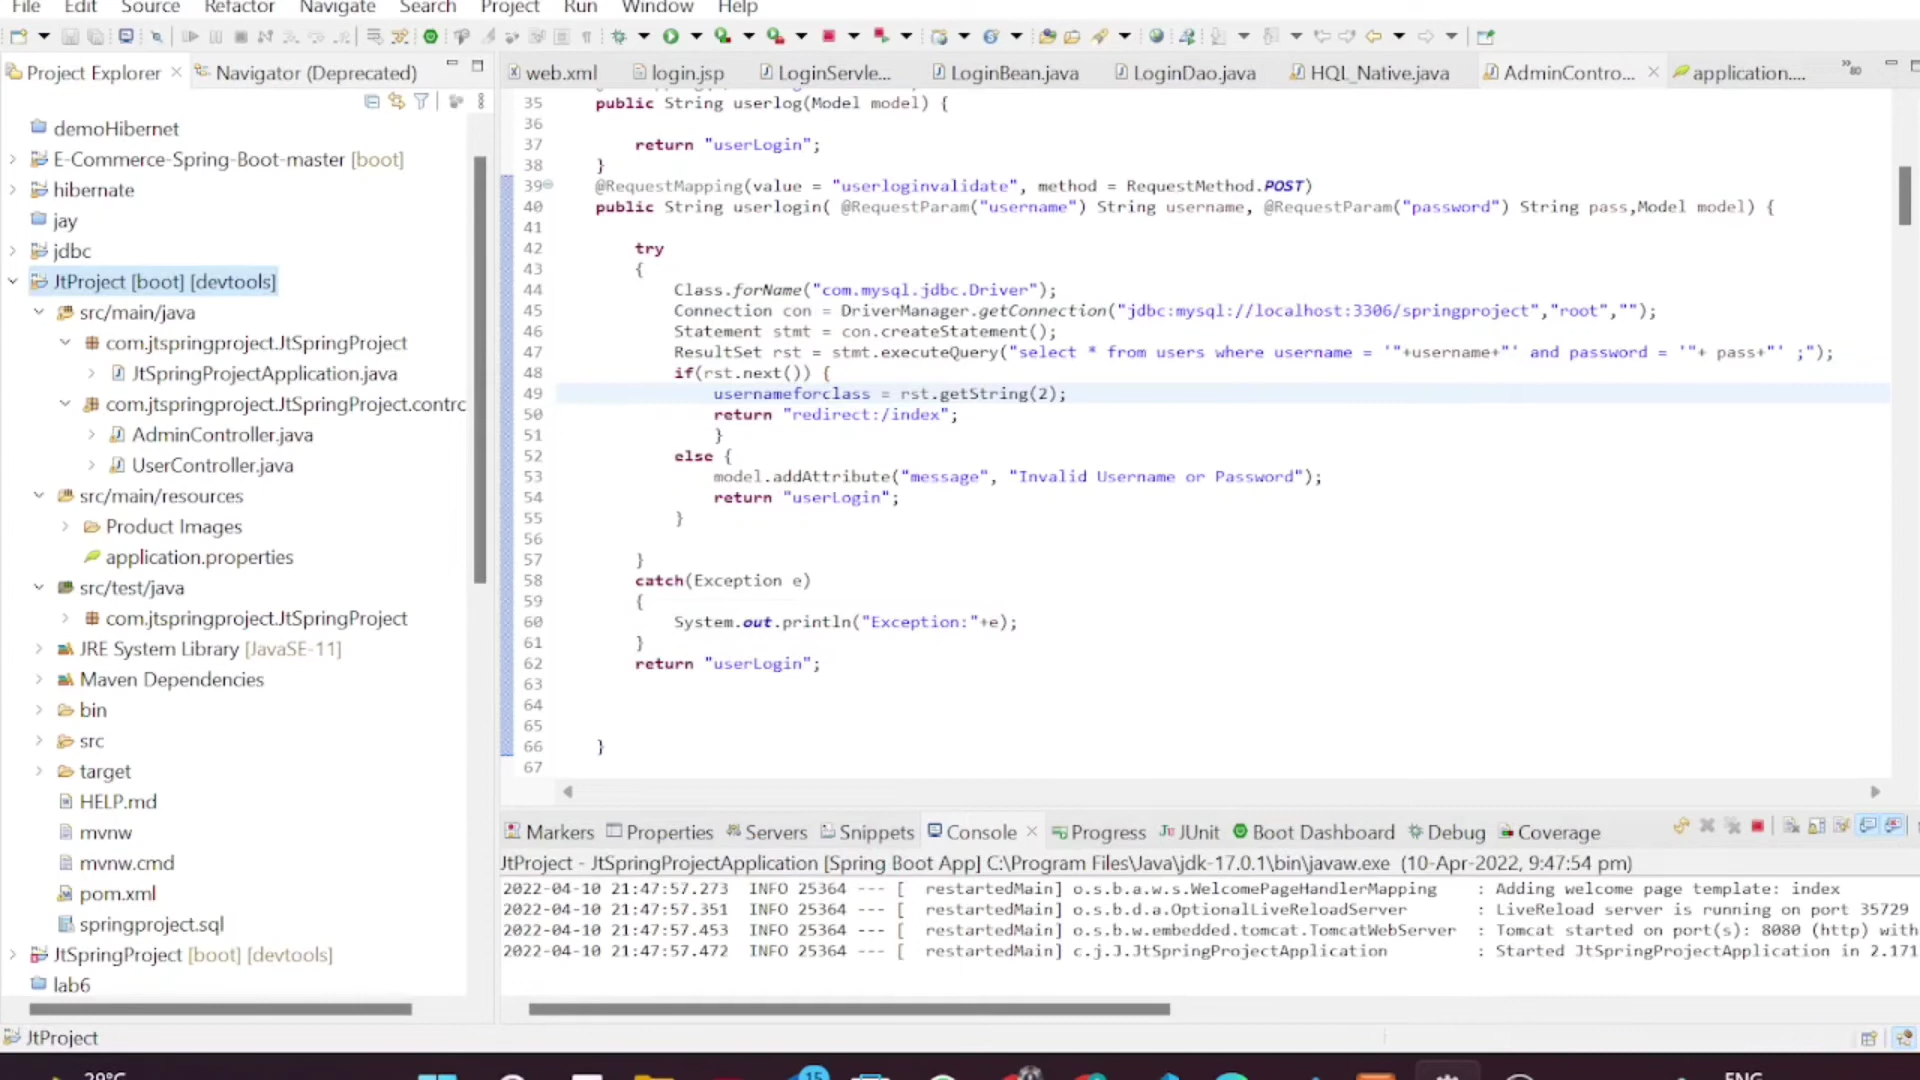 File Edit Source Refactor Navigate Search Project Run Window Help
Project Explorer Navigator (Deprecated)
demoHibernet
E-Commerce-Spring-Boot-master [boot]
hibernate
jay
jdbc
JtProject [boot] [devtools]
src/main/java
com.jtspringproject.JtSpringProject
JtSpringProjectApplication.java
com.jtspringproject.JtSpringProject.contrc
AdminController.java
UserController.java
src/main/resources
Product Images
application.properties
src/test/java
com.jtspringproject.JtSpringProject
JRE System Library [JavaSE-11]
Maven Dependencies
bin
src
target
HELP.md
mvnw
mvnw.cmd
pom.xml
springproject.sql
JtSpringProject [boot] [devtools]
lab6
web.xml login.jsp LoginServle... LoginBean.java LoginDao.java HQL_Native.java AdminContro... application.... 80
35 public String userlog(Model model) {
36
37 return "userLogin";
38 }
39 @RequestMapping(value = "userloginvalidate", method = RequestMethod.POST)
40 public String userlogin( @RequestParam("username") String username, @RequestParam("password") String pass,Model model) {
41
42 try
43 {
44 Class.forName("com.mysql.jdbc.Driver");
45 Connection con = DriverManager.getConnection("jdbc:mysql://localhost:3306/springproject","root","");
46 Statement stmt = con.createStatement();
47 ResultSet rst = stmt.executeQuery("select * from users where username = '"+username+"' and password = '"+ pass+"' ;");
48 if(rst.next()) {
49 usernameforclass = rst.getString(2);
50 return "redirect:/index";
51 }
52 else {
53 model.addAttribute("message", "Invalid Username or Password");
54 return "userLogin";
55 }
56
57 }
58 catch(Exception e)
59 {
60 System.out.println("Exception:"+e);
61 }
62 return "userLogin";
63
64
65
66 }
67
Markers Properties Servers Snippets Console Progress JUnit Boot Dashboard Debug Coverage
JtProject - JtSpringProjectApplication [Spring Boot App] C:\Program Files\Java\jdk-17.0.1\bin\javaw.exe (10-Apr-2022, 9:47:54 pm)
2022-04-10 21:47:57.273 INFO 25364 --- [ restartedMain] o.s.b.a.w.s.WelcomePageHandlerMapping : Adding welcome page template: index
2022-04-10 21:47:57.351 INFO 25364 --- [ restartedMain] o.s.b.d.a.OptionalLiveReloadServer : LiveReload server is running on port 35729
2022-04-10 21:47:57.453 INFO 25364 --- [ restartedMain] o.s.b.w.embedded.tomcat.TomcatWebServer : Tomcat started on port(s): 8080 (http) with
2022-04-10 21:47:57.472 INFO 25364 --- [ restartedMain] c.j.J.JtSpringProjectApplication : Started JtSpringProjectApplication in 2.171
JtProject
29°C 15 ENG